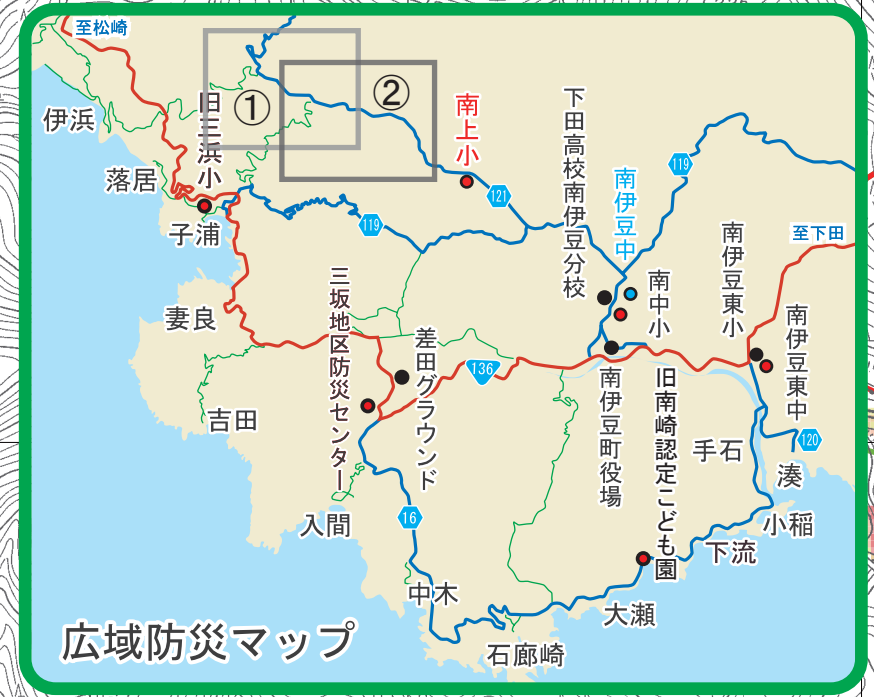 至松崎
①
②
伊浜
旧三浜小
南上小
下田高校南伊豆分校
119
落居
121
南伊豆中
子浦
119
至下田
南伊豆東小
三坂地区防災センター
南中小
妻良
差田グラウンド
南伊豆東中
136
南伊豆町役場
旧南崎認定こども園
吉田
手石
120
湊
入間
16
小稲
下流
中木
大瀬
広域防災マップ
石廊崎